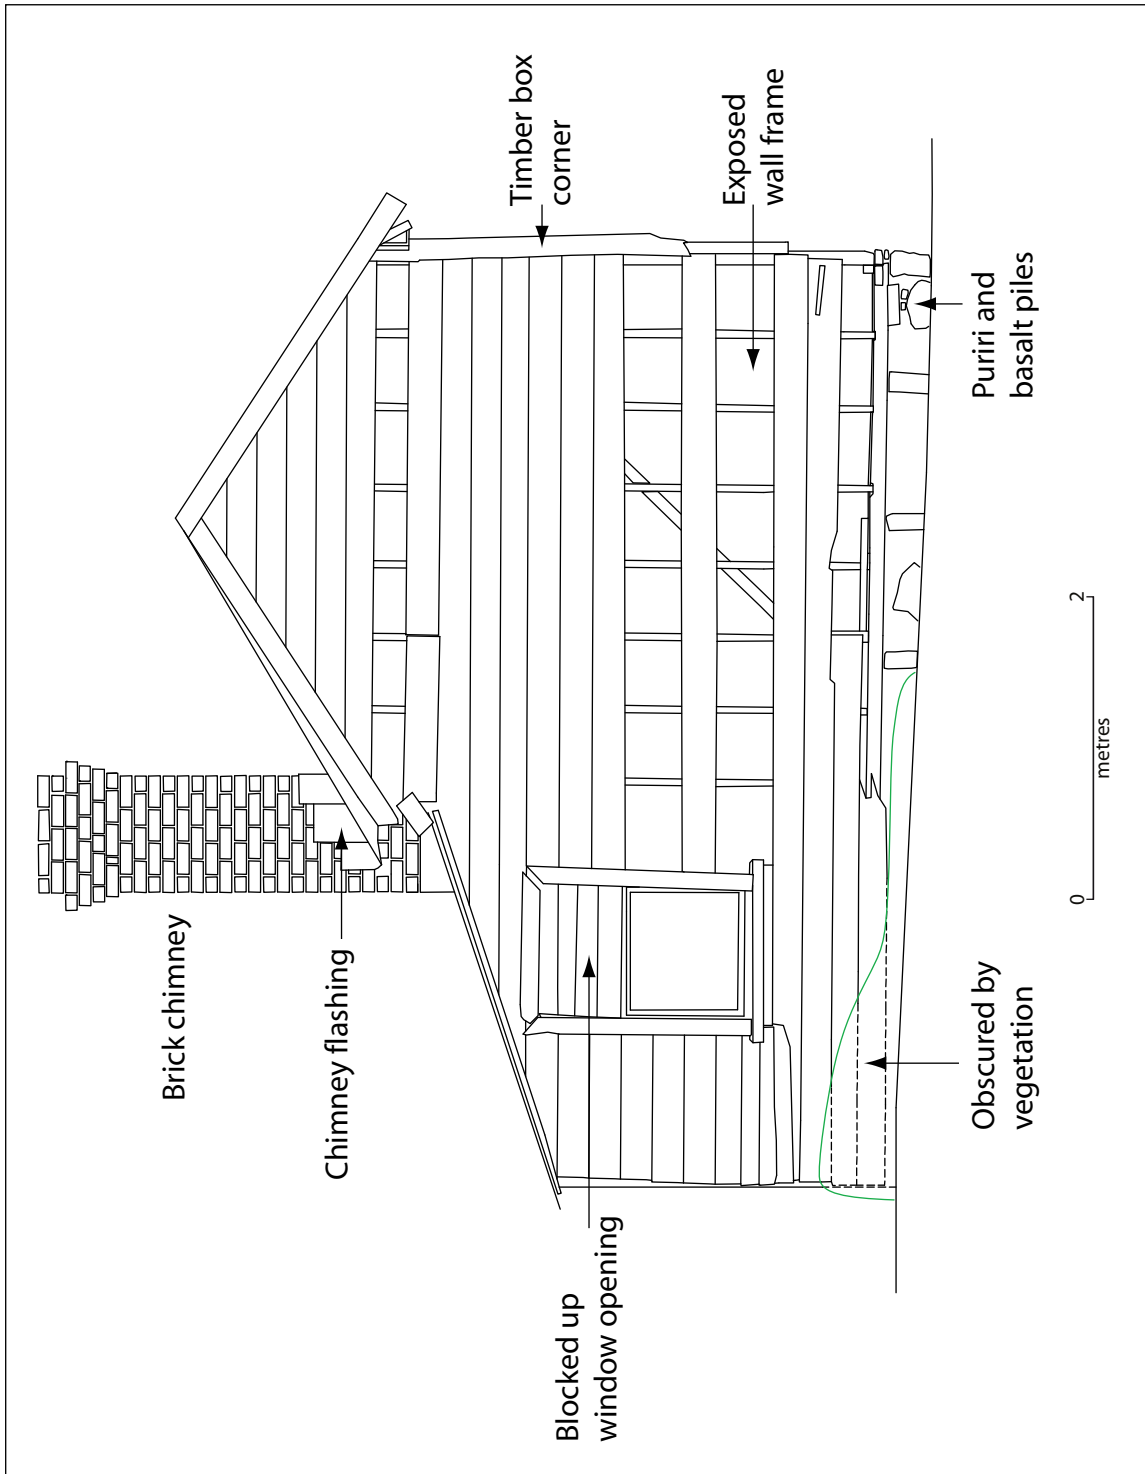 Brick chimney
Chimney flashing
Timber box
corner
Exposed
wall frame
Blocked up
window opening
Obscured by
vegetation
Puriri and
basalt piles
0
2
metres